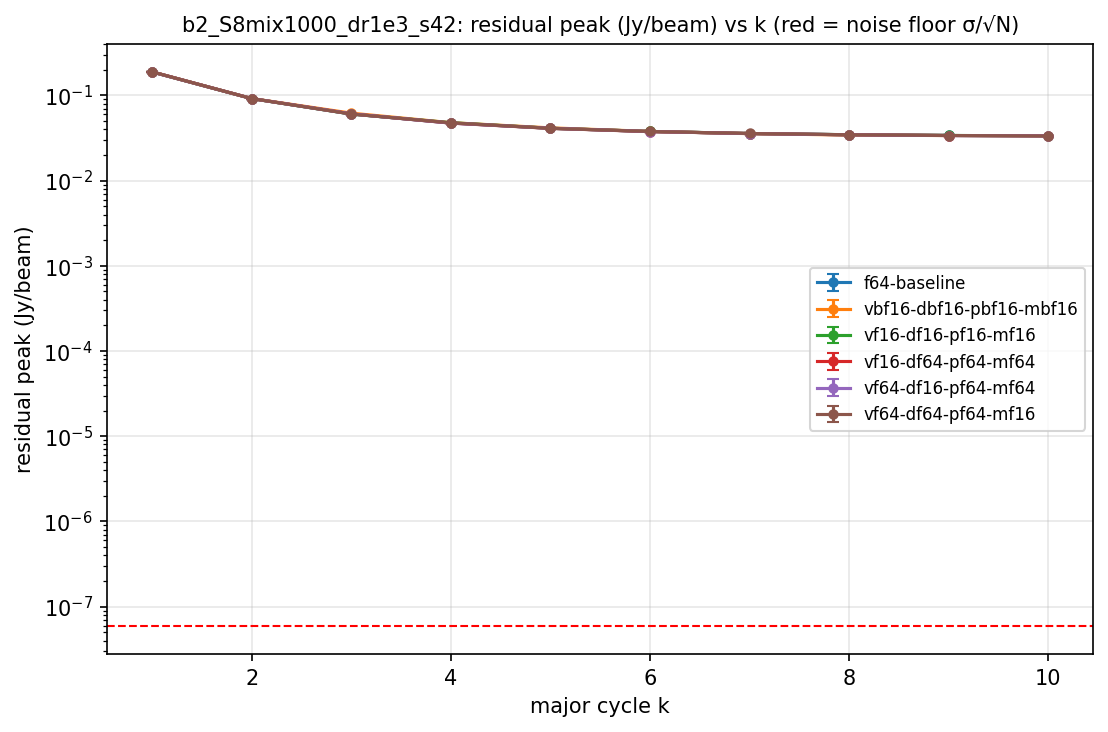 b2_S8mix1000_dr1e3_s42: residual peak (Jy/beam) vs k (red = noise floor σ/√N)
residual peak (Jy/beam)
10⁻¹
10⁻²
10⁻³
10⁻⁴
10⁻⁵
10⁻⁶
10⁻⁷
f64-baseline
vbf16-dbf16-pbf16-mbf16
vf16-df16-pf16-mf16
vf16-df64-pf64-mf64
vf64-df16-pf64-mf64
vf64-df64-pf64-mf16
2 4 6 8 10
major cycle k